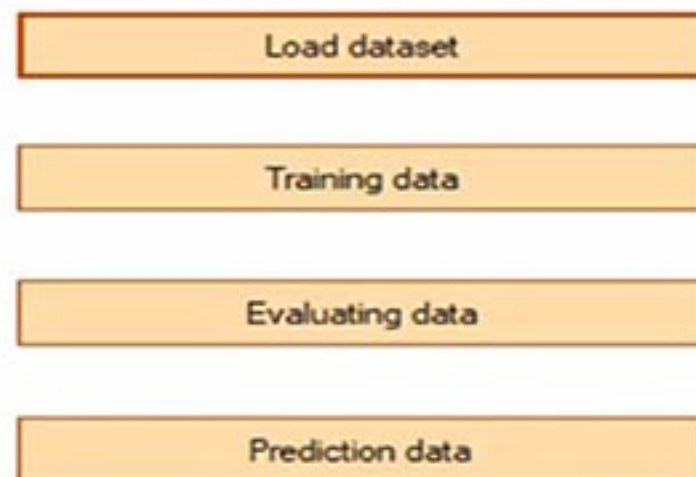 Load dataset
Training data
Evaluating data
Prediction data